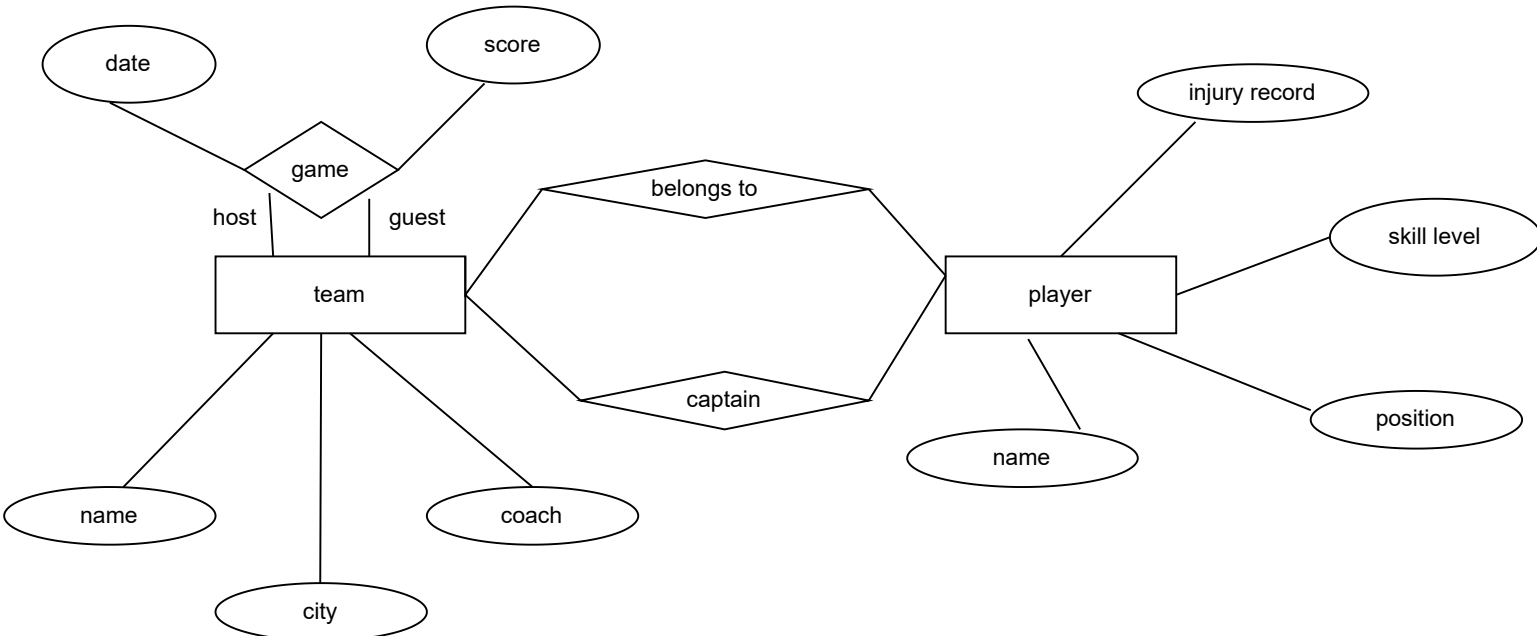 score
date
injury record
game
belongs to
host
guest
skill level
team
player
captain
position
name
name
coach
city